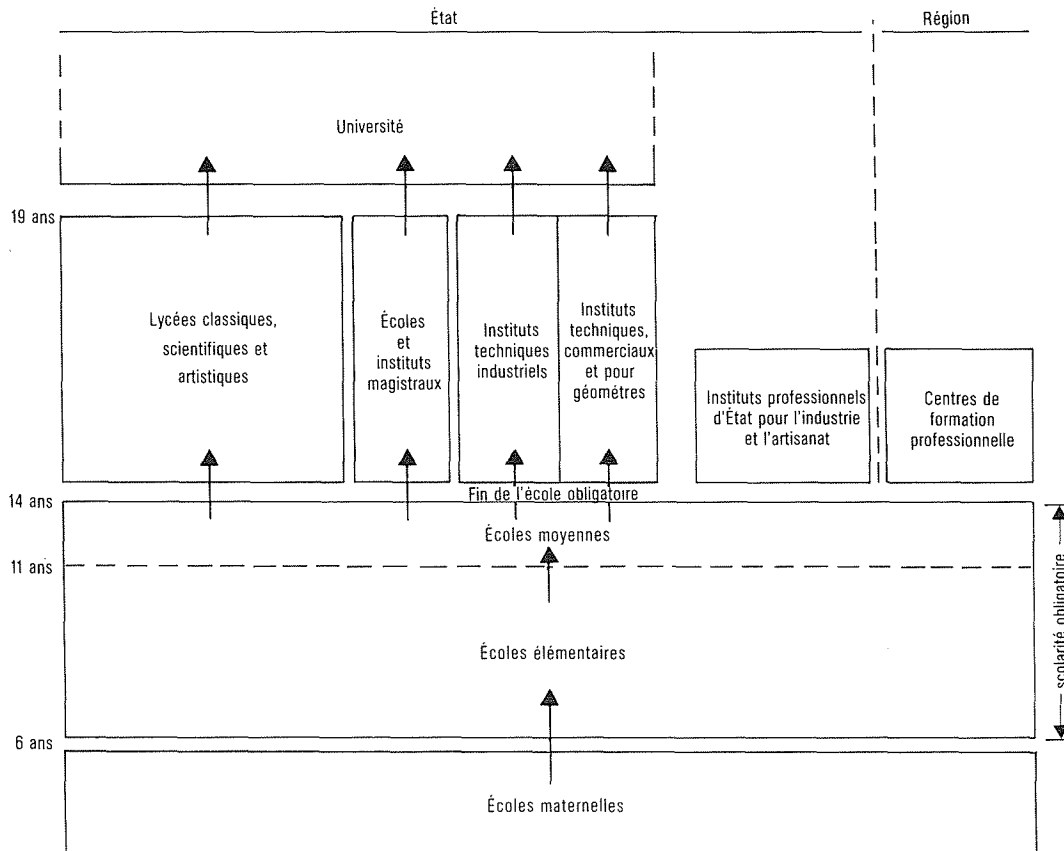 État
Région
Université
19 ans
Lycées classiques,
scientifiques et
artistiques
Écoles
et
instituts
magistraux
Instituts
techniques
industriels
Instituts
techniques,
commerciaux
et pour
géométres
Instituts professionnels
d'État pour l'industrie
et l'artisanat
Centres de
formation
professionnelle
Fin de l'école obligatoire
14 ans
Écoles moyennes
11 ans
Écoles élémentaires
scolarité obligatoire
6 ans
Écoles maternelles